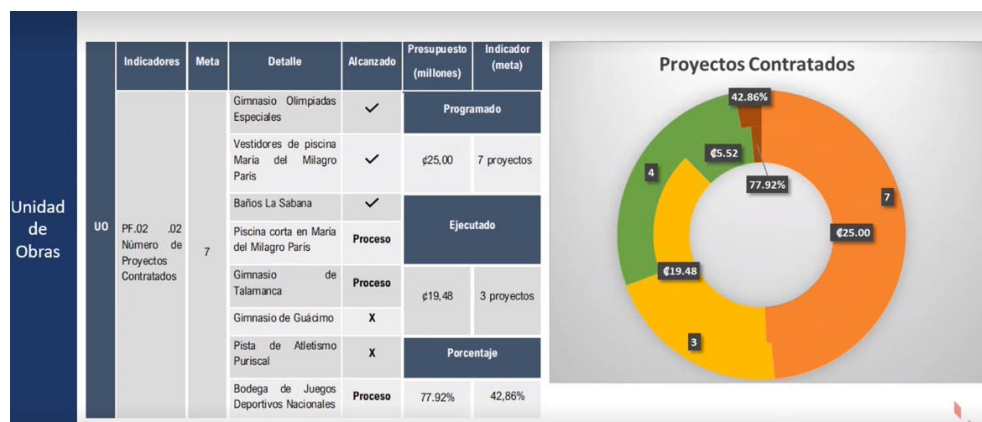 Unidad
de
Obras
Indicadores
Meta
Detalle
Alcanzado
Presupuesto
(millones)
Indicador
(meta)
UO
PF.02 .02
Número de
Proyectos
Contratados
7
Gimnasio Olimpiadas
Especiales
✓
Programado
Vestidores de piscina
María del Milagro
París
✓
₡25,00
7 proyectos
Baños La Sabana
✓
Ejecutado
Piscina corta en María
del Milagro París
Proceso
Gimnasio de
Talamanca
Proceso
₡19,48
3 proyectos
Gimnasio de Guácimo
X
Pista de Atletismo
Puriscal
X
Porcentaje
Bodega de Juegos
Deportivos Nacionales
Proceso
77.92%
42,86%
Proyectos Contratados
42.86%
₡5.52
4
77.92%
7
₡25.00
₡19.48
3